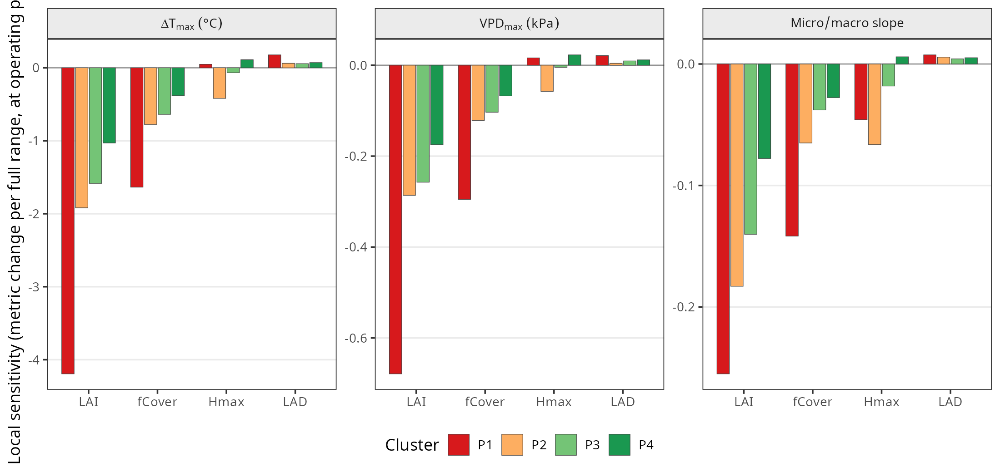 Local sensitivity (metric change per full range, at operating p
ΔTmax (°C)
VPDmax (kPa)
Micro/macro slope
0
-1
-2
-3
-4
0.0
-0.2
-0.4
-0.6
0.0
-0.1
-0.2
LAI fCover Hmax LAD
LAI fCover Hmax LAD
LAI fCover Hmax LAD
Cluster P1 P2 P3 P4